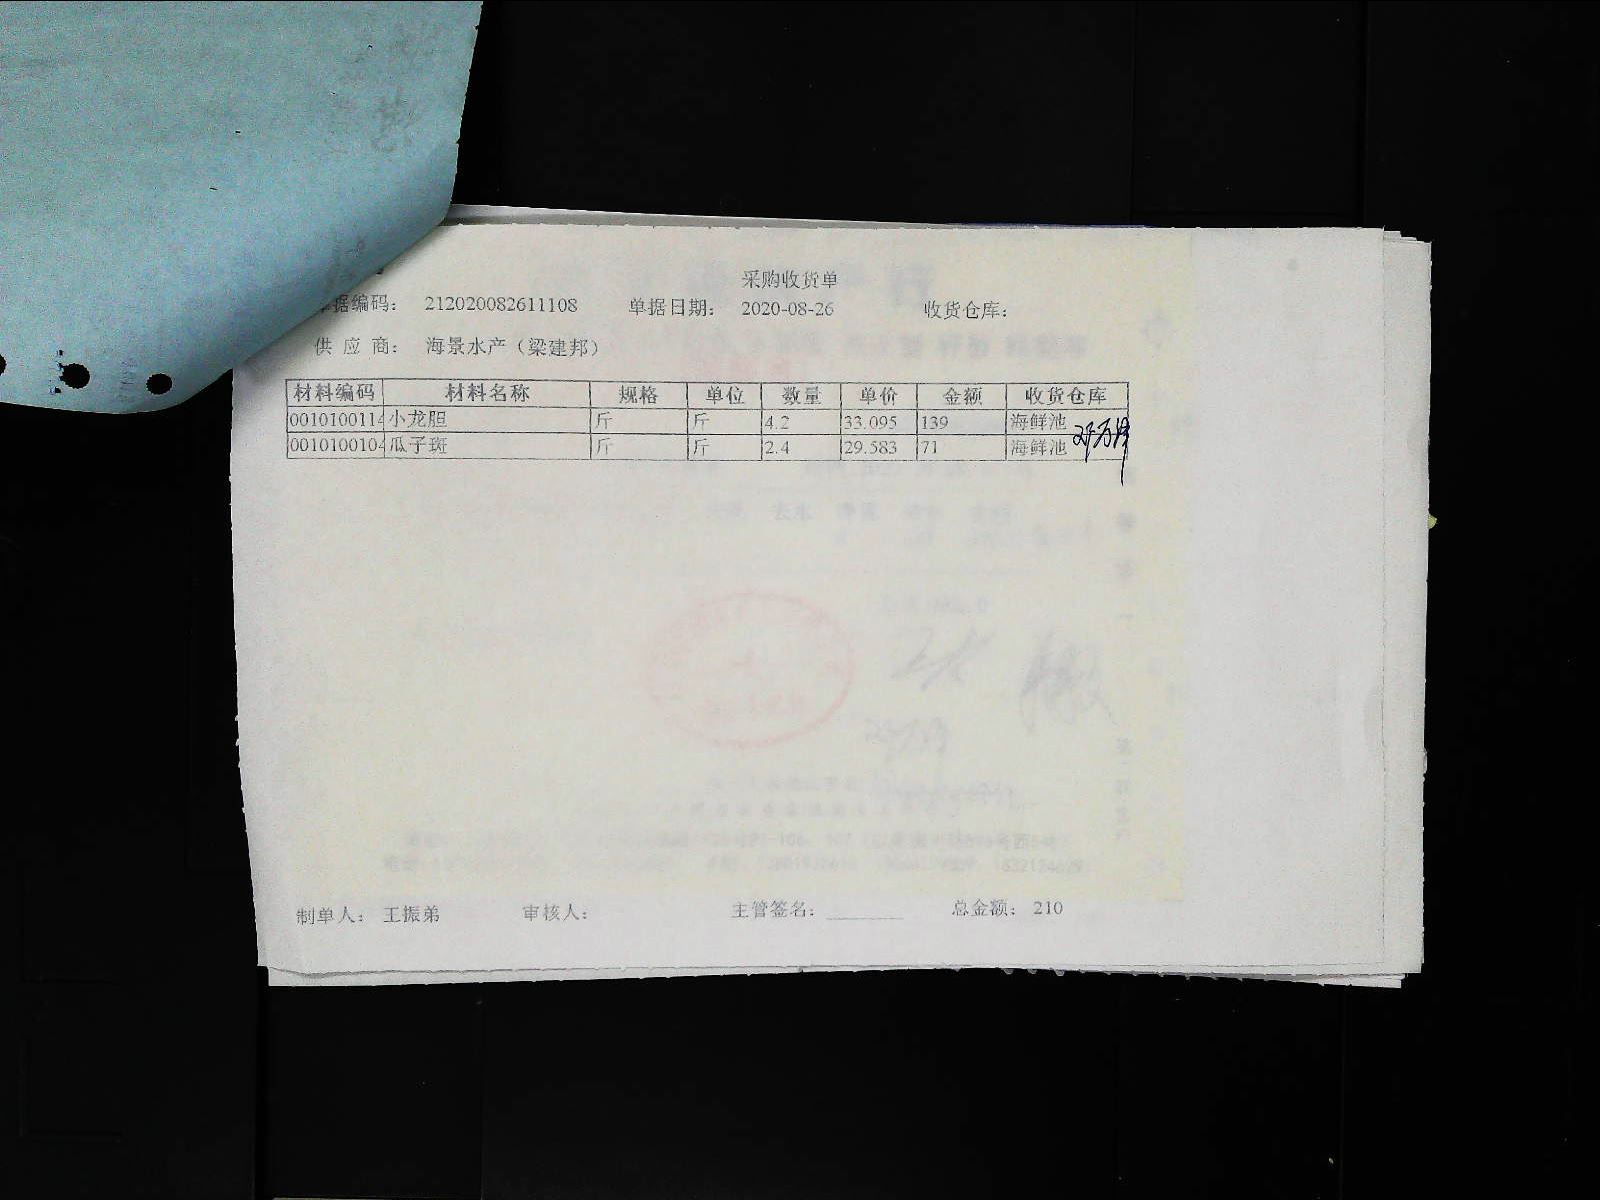 采购收货单
单据编码： 212020082611108 单据日期： 2020-08-26 收货仓库：
供 应 商： 海景水产（梁建邦）
材料编码 材料名称 规格 单位 数量 单价 金额 收货仓库
0010100114 小龙胆 斤 斤 4.2 33.095 139 海鲜池
0010100104 瓜子斑 斤 斤 2.4 29.583 71 海鲜池
制单人： 王振弟 审核人： 主管签名： 总金额： 210